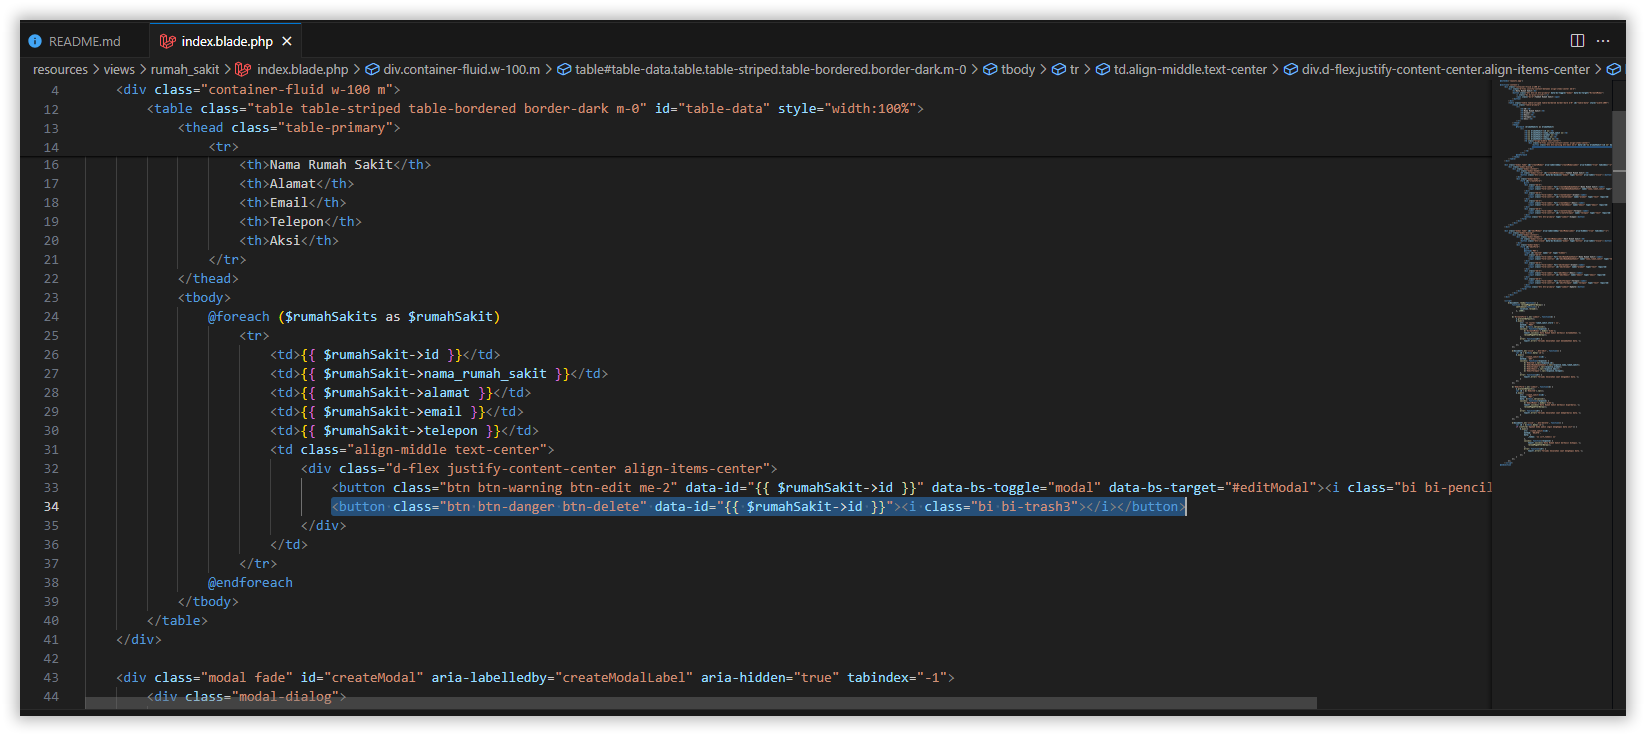 README.md
index.blade.php
resources > views > rumah_sakit > index.blade.php > div.container-fluid.w-100.m > table#table-data.table.table-striped.table-bordered.border-dark.m-0 > tbody > tr > td.align-middle.text-center > div.d-flex.justify-content-center.align-items-center >
4 <div class="container-fluid w-100 m">
12 <table class="table table-striped table-bordered border-dark m-0" id="table-data" style="width:100%">
13 <thead class="table-primary">
14 <tr>
16 <th>Nama Rumah Sakit</th>
17 <th>Alamat</th>
18 <th>Email</th>
19 <th>Telepon</th>
20 <th>Aksi</th>
21 </tr>
22 </thead>
23 <tbody>
24 @foreach ($rumahSakits as $rumahSakit)
25 <tr>
26 <td>{{ $rumahSakit->id }}</td>
27 <td>{{ $rumahSakit->nama_rumah_sakit }}</td>
28 <td>{{ $rumahSakit->alamat }}</td>
29 <td>{{ $rumahSakit->email }}</td>
30 <td>{{ $rumahSakit->telepon }}</td>
31 <td class="align-middle text-center">
32 <div class="d-flex justify-content-center align-items-center">
33 <button class="btn btn-warning btn-edit me-2" data-id="{{ $rumahSakit->id }}" data-bs-toggle="modal" data-bs-target="#editModal"><i class="bi bi-pencil
34 <button class="btn btn-danger btn-delete" data-id="{{ $rumahSakit->id }}"><i class="bi bi-trash3"></i></button>
35 </div>
36 </td>
37 </tr>
38 @endforeach
39 </tbody>
40 </table>
41 </div>
42
43 <div class="modal fade" id="createModal" aria-labelledby="createModalLabel" aria-hidden="true" tabindex="-1">
44 <div class="modal-dialog">